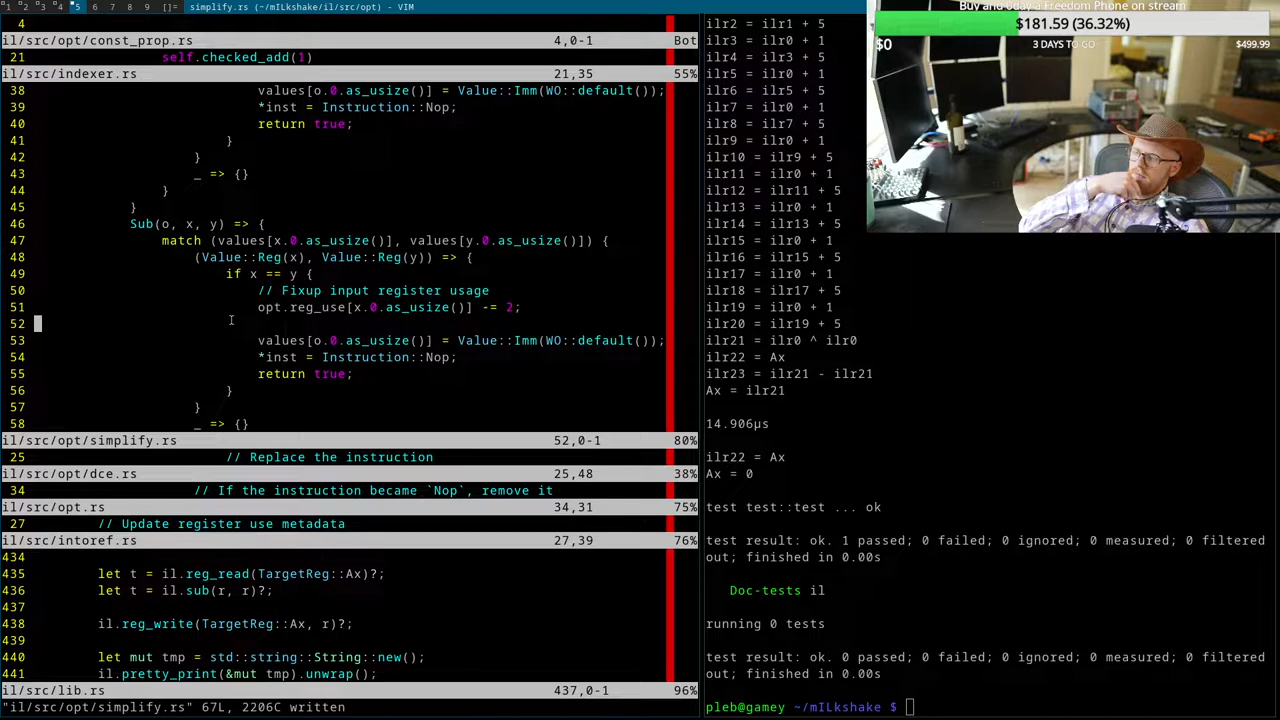 1 2 3 4 5 6 7 8 9 []= simplify.rs (~/mILkshake/il/src/opt) - VIM
4
il/src/opt/const_prop.rs 4,0-1 Bot
21 self.checked_add(1)
il/src/indexer.rs 21,35 55%
38 values[o.0.as_usize()] = Value::Imm(WO::default());
39 *inst = Instruction::Nop;
40 return true;
41 }
42 }
43 _ => {}
44 }
45 }
46 Sub(o, x, y) => {
47 match (values[x.0.as_usize()], values[y.0.as_usize()]) {
48 (Value::Reg(x), Value::Reg(y)) => {
49 if x == y {
50 // Fixup input register usage
51 opt.reg_use[x.0.as_usize()] -= 2;
52
53 values[o.0.as_usize()] = Value::Imm(WO::default());
54 *inst = Instruction::Nop;
55 return true;
56 }
57 }
58 _ => {}
il/src/opt/simplify.rs 52,0-1 80%
25 // Replace the instruction
il/src/opt/dce.rs 25,48 38%
34 // If the instruction became `Nop`, remove it
il/src/opt.rs 34,31 75%
27 // Update register use metadata
il/src/intoref.rs 27,39 76%
434
435 let t = il.reg_read(TargetReg::Ax)?;
436 let t = il.sub(r, r)?;
437
438 il.reg_write(TargetReg::Ax, r)?;
439
440 let mut tmp = std::string::String::new();
441 il.pretty_print(&mut tmp).unwrap();
il/src/lib.rs 437,0-1 96%
"il/src/opt/simplify.rs" 67L, 2206C written
ilr2 = ilr1 + 5
ilr3 = ilr0 + 1
ilr4 = ilr3 + 5
ilr5 = ilr0 + 1
ilr6 = ilr5 + 5
ilr7 = ilr0 + 1
ilr8 = ilr7 + 5
ilr9 = ilr0 + 1
ilr10 = ilr9 + 5
ilr11 = ilr0 + 1
ilr12 = ilr11 + 5
ilr13 = ilr0 + 1
ilr14 = ilr13 + 5
ilr15 = ilr0 + 1
ilr16 = ilr15 + 5
ilr17 = ilr0 + 1
ilr18 = ilr17 + 5
ilr19 = ilr0 + 1
ilr20 = ilr19 + 5
ilr21 = ilr0 ^ ilr0
ilr22 = Ax
ilr23 = ilr21 - ilr21
Ax = ilr21
14.906µs
ilr22 = Ax
Ax = 0
test test::test ... ok
test result: ok. 1 passed; 0 failed; 0 ignored; 0 measured; 0 filtered
out; finished in 0.00s
Doc-tests il
running 0 tests
test result: ok. 0 passed; 0 failed; 0 ignored; 0 measured; 0 filtered
out; finished in 0.00s
pleb@gamey ~/mILkshake $
Buy and 0day a Freedom Phone on stream
$181.59 (36.32%)
$0 3 DAYS TO GO $499.99